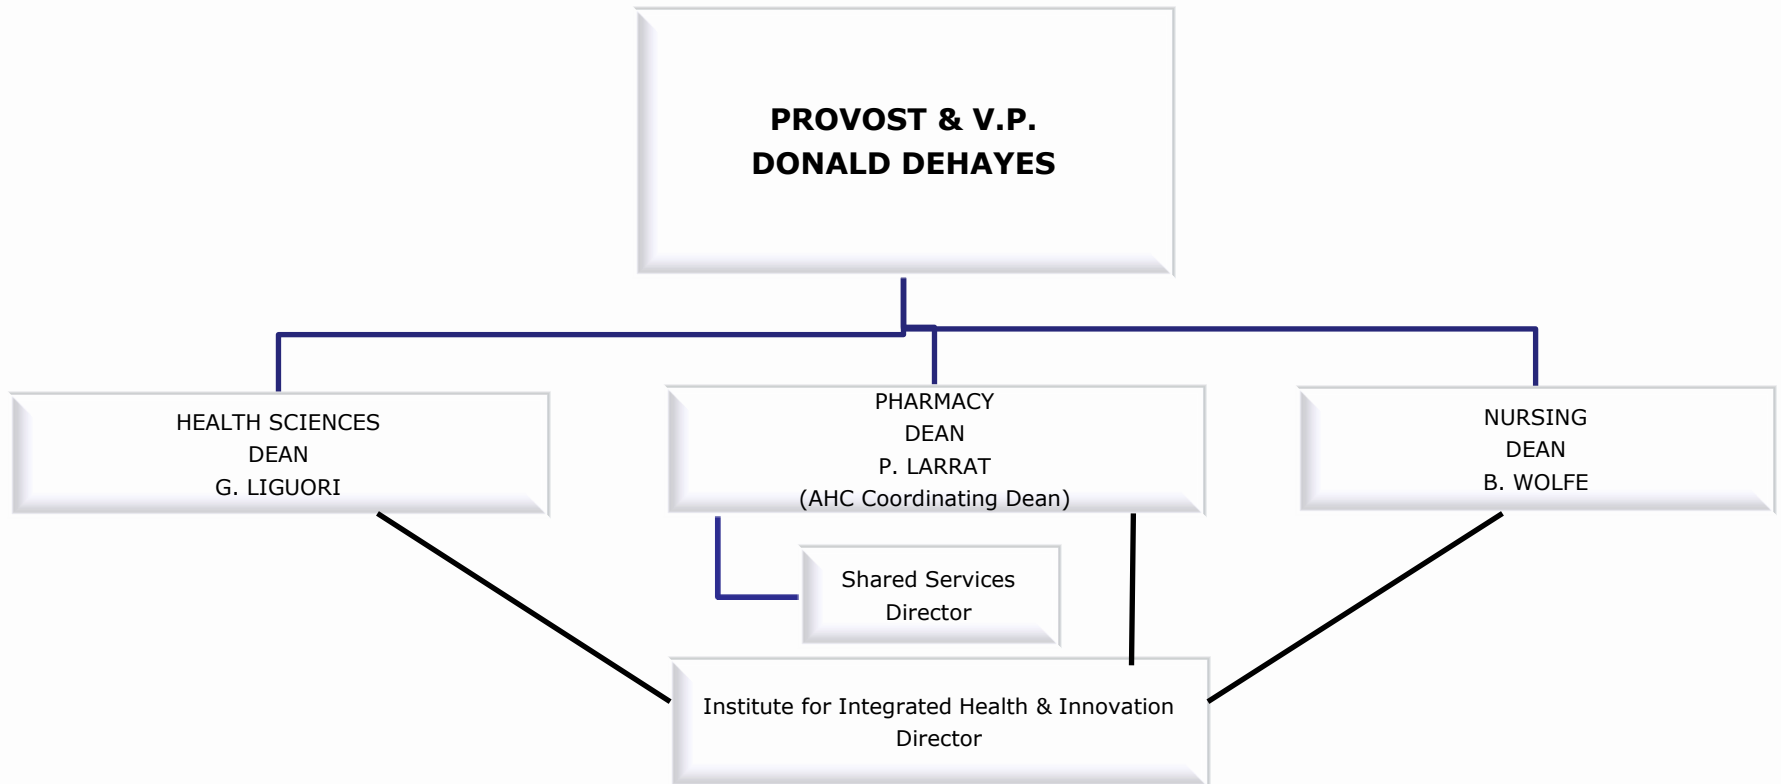 PROVOST & V.P.
DONALD DEHAYES
HEALTH SCIENCES
DEAN
G. LIGUORI
PHARMACY
DEAN
P. LARRAT
(AHC Coordinating Dean)
NURSING
DEAN
B. WOLFE
Shared Services
Director
Institute for Integrated Health & Innovation
Director